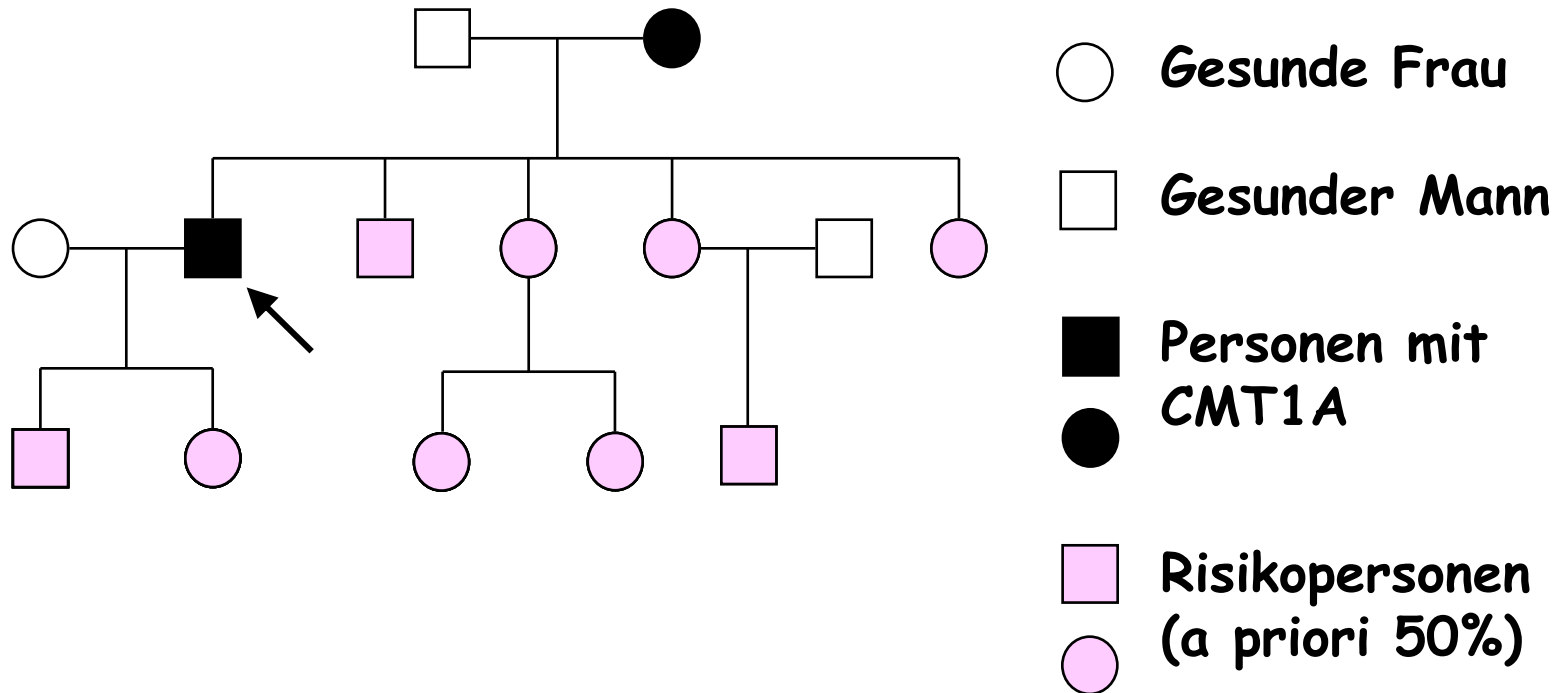 Gesunde Frau
Gesunder Mann
Personen mit
CMT1A
Risikopersonen
(a priori 50%)